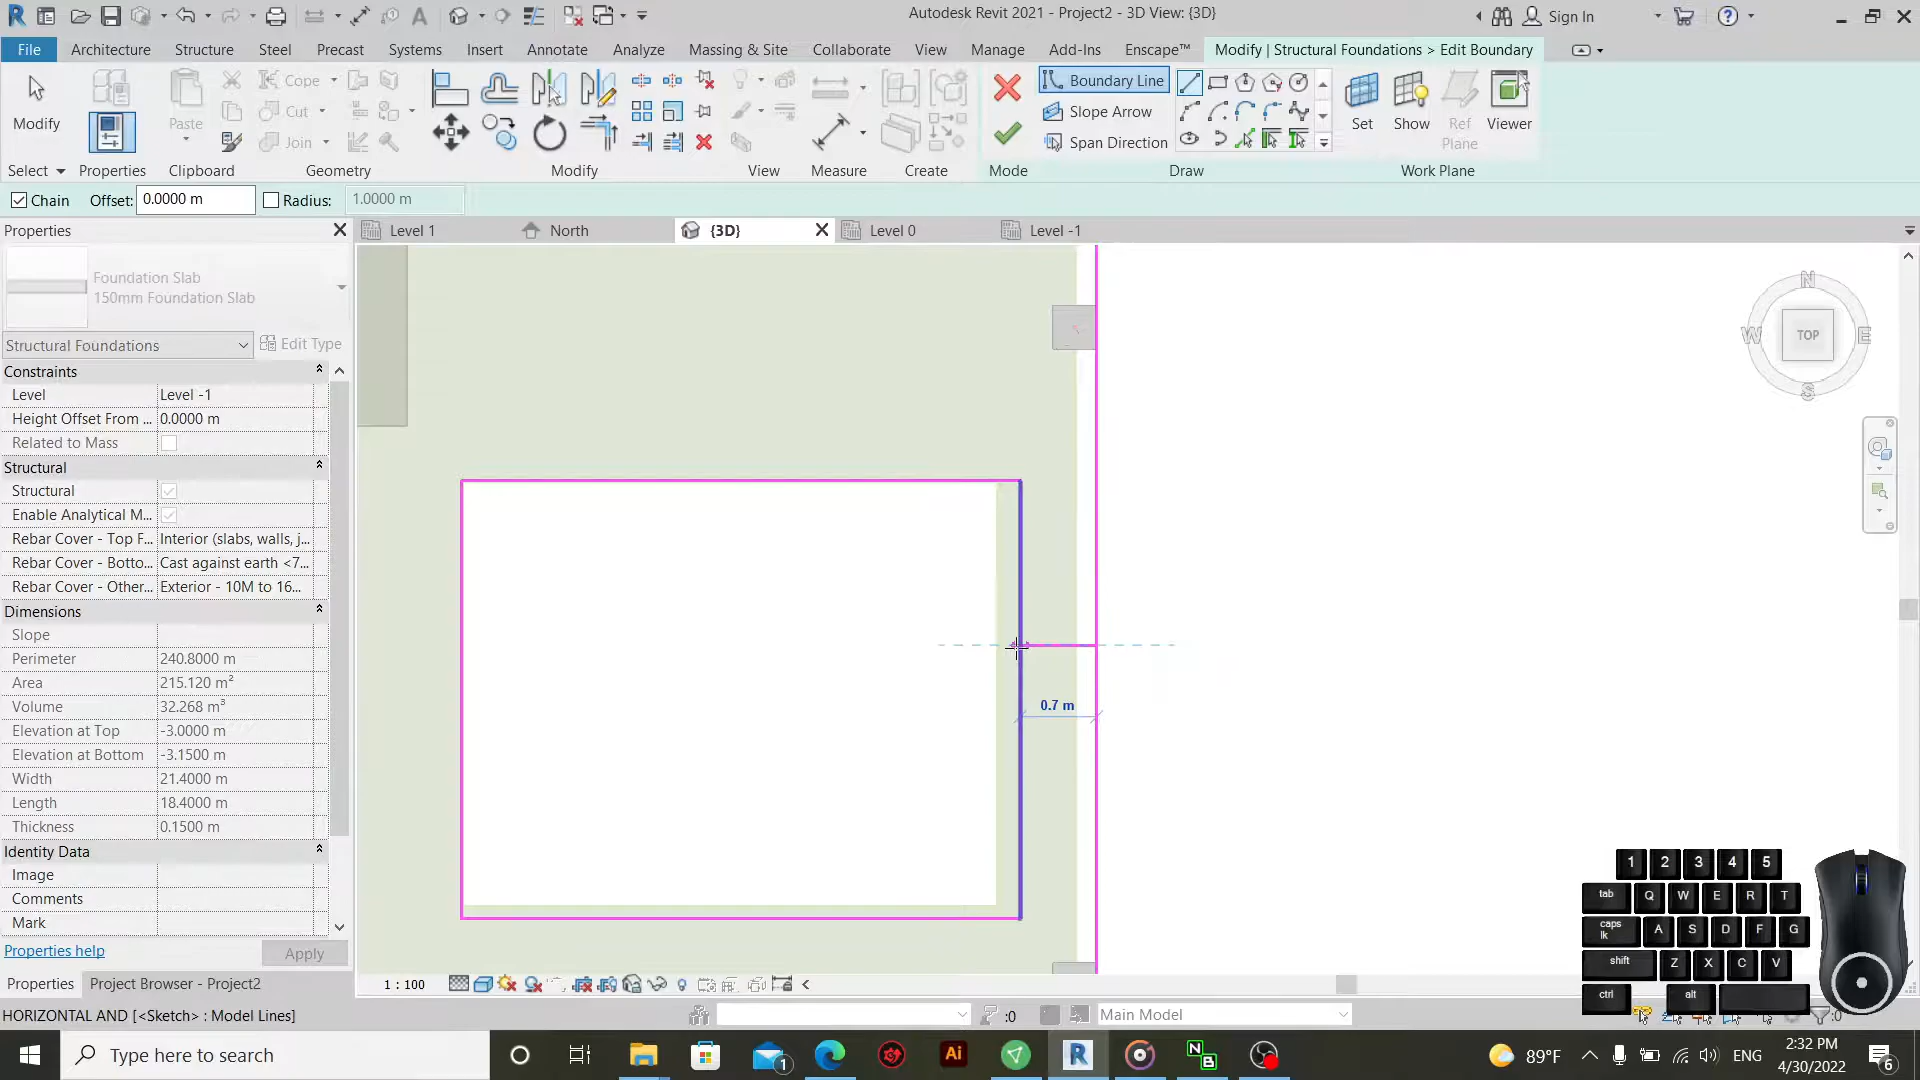 Autodesk Revit 2021 - Project2 - 3D View: {3D}
Sign In
File
Architecture
Structure
Steel
Precast
Systems
Insert
Annotate
Analyze
Massing & Site
Collaborate
View
Manage
Add-Ins
Enscape™
Modify | Structural Foundations > Edit Boundary
Modify
Paste
Cope
Cut
Join
Boundary Line
Slope Arrow
Span Direction
Set
Show
Ref
Plane
Viewer
Select
Properties
Clipboard
Geometry
Modify
View
Measure
Create
Mode
Draw
Work Plane
Chain
Offset:
0.0000 m
Radius:
1.0000 m
Properties
Level 1
North
{3D}
Level 0
Level -1
Foundation Slab
150mm Foundation Slab
Structural Foundations
Edit Type
Constraints
Level
Level -1
Height Offset From ...
0.0000 m
Related to Mass
Structural
Structural
Enable Analytical M...
Rebar Cover - Top F...
Interior (slabs, walls, j...
Rebar Cover - Botto...
Cast against earth <7...
Rebar Cover - Other...
Exterior - 10M to 16...
Dimensions
Slope
Perimeter
240.8000 m
Area
215.120 m²
Volume
32.268 m³
Elevation at Top
-3.0000 m
Elevation at Bottom
-3.1500 m
Width
21.4000 m
Length
18.4000 m
Thickness
0.1500 m
Identity Data
Image
Comments
Mark
Properties help
Apply
Properties
Project Browser - Project2
0.7 m
N
W
TOP
E
S
1 2 3 4 5
tab Q W E R T
caps
lk
A S D F G
shift Z X C V
ctrl alt
1 : 100
HORIZONTAL AND [<Sketch> : Model Lines]
:0
Main Model
:0
Type here to search
1
Ai
R
N
B
89°F
ENG
2:32 PM
4/30/2022
6